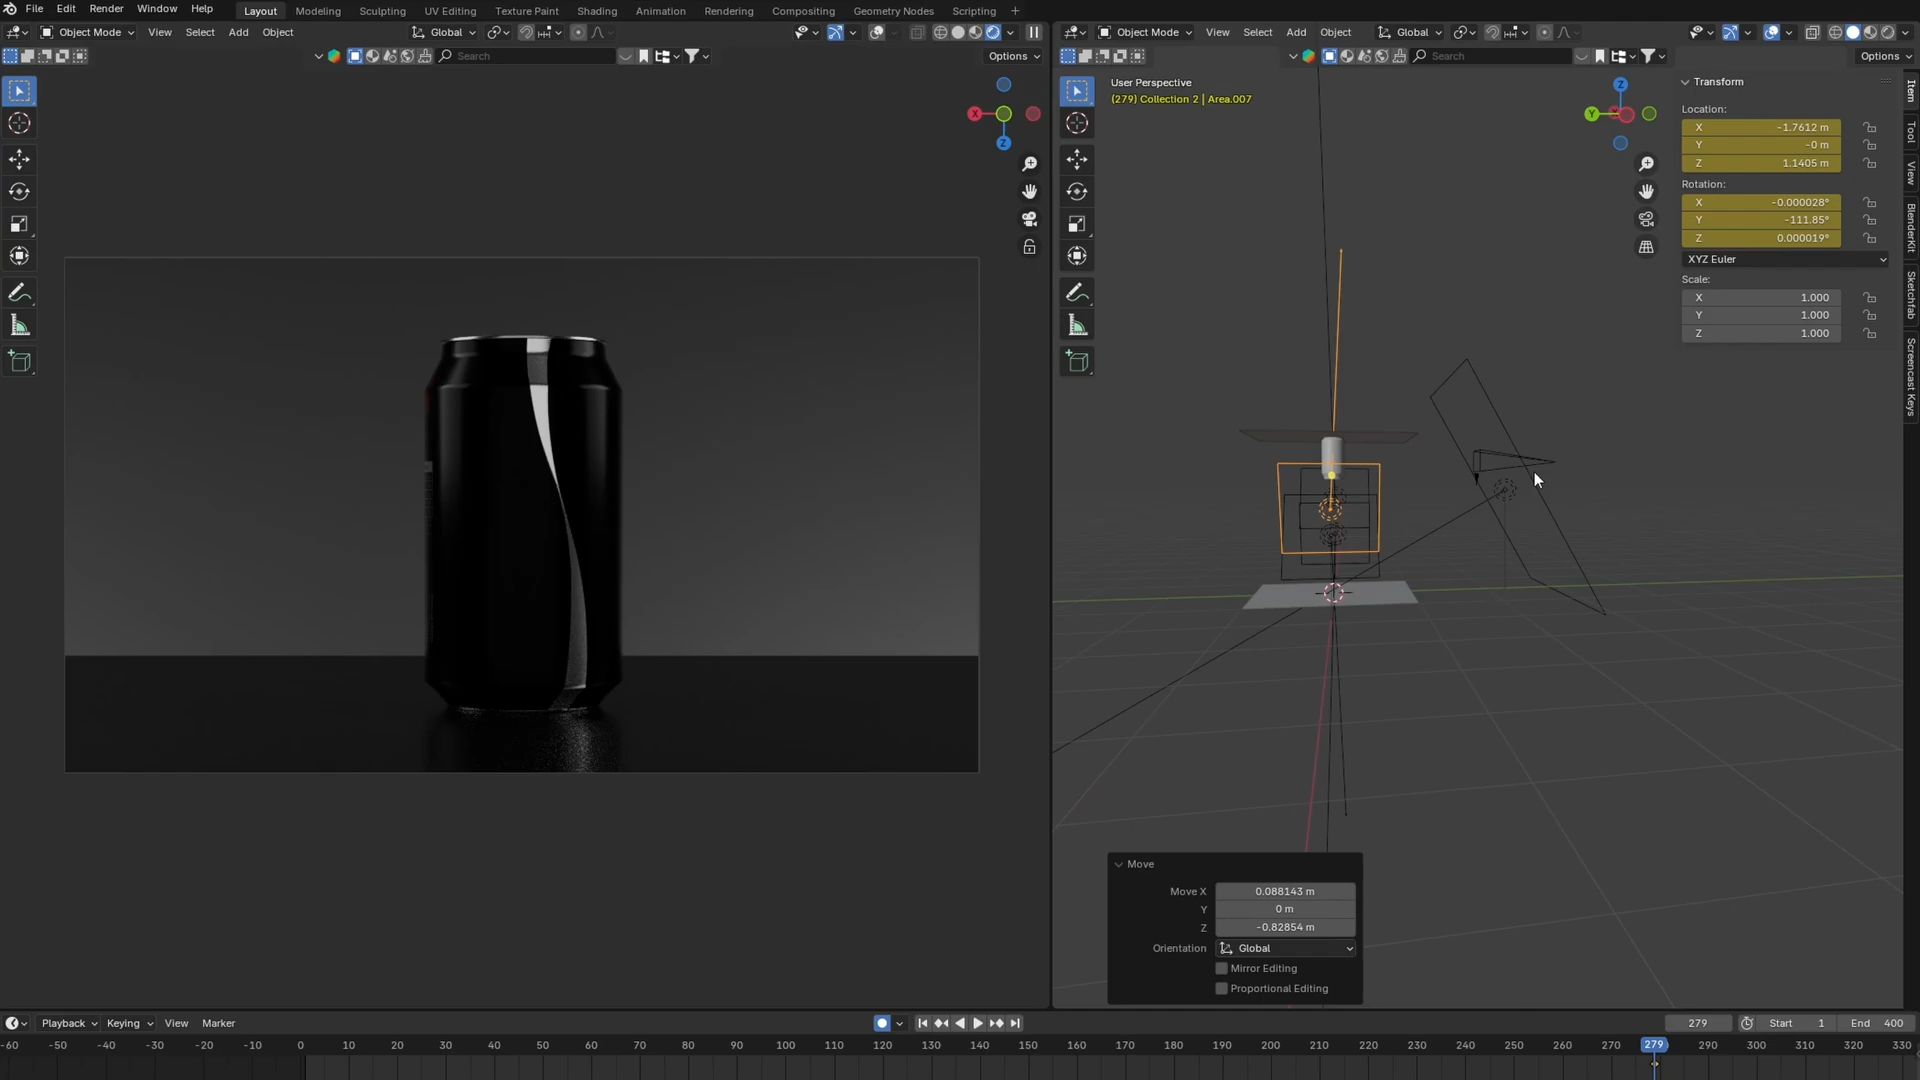 File Edit Render Window Help Layout Modeling Sculpting UV Editing Texture Paint Shading Animation Rendering Compositing Geometry Nodes Scripting +
Object Mode View Select Add Object Global
Object Mode View Select Add Object Global
Search Options
Search Options
User Perspective
(279) Collection 2 | Area.007
X
Z
Z
Y
Transform
Location:
X -1.7612 m
Y -0 m
Z 1.1405 m
Rotation:
X -0.000028°
Y -111.85°
Z 0.000019°
XYZ Euler
Scale:
X 1.000
Y 1.000
Z 1.000
Item
Tool
View
BlenderKit
Sketchfab
Screencast Keys
Move
Move X 0.088143 m
Y 0 m
Z -0.82854 m
Orientation Global
Mirror Editing
Proportional Editing
Playback Keying View Marker 279 Start 1 End 400
-60 -50 -40 -30 -20 -10 0 10 20 30 40 50 60 70 80 90 100 110 120 130 140 150 160 170 180 190 200 210 220 230 240 250 260 270 279 290 300 310 320 330